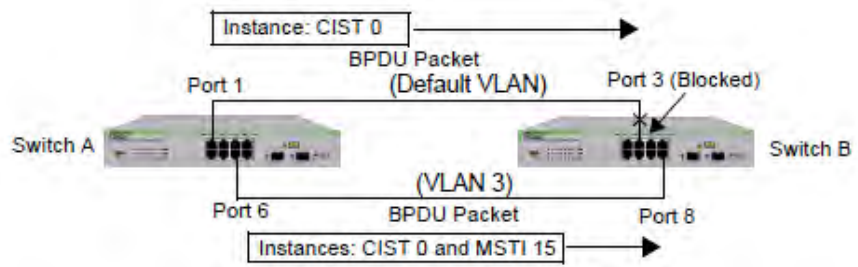 Instance: CIST 0
BPDU Packet
Port 1
(Default VLAN)
Port 3 (Blocked)
Switch A
Switch B
(VLAN 3)
Port 6
BPDU Packet
Port 8
Instances: CIST 0 and MSTI 15